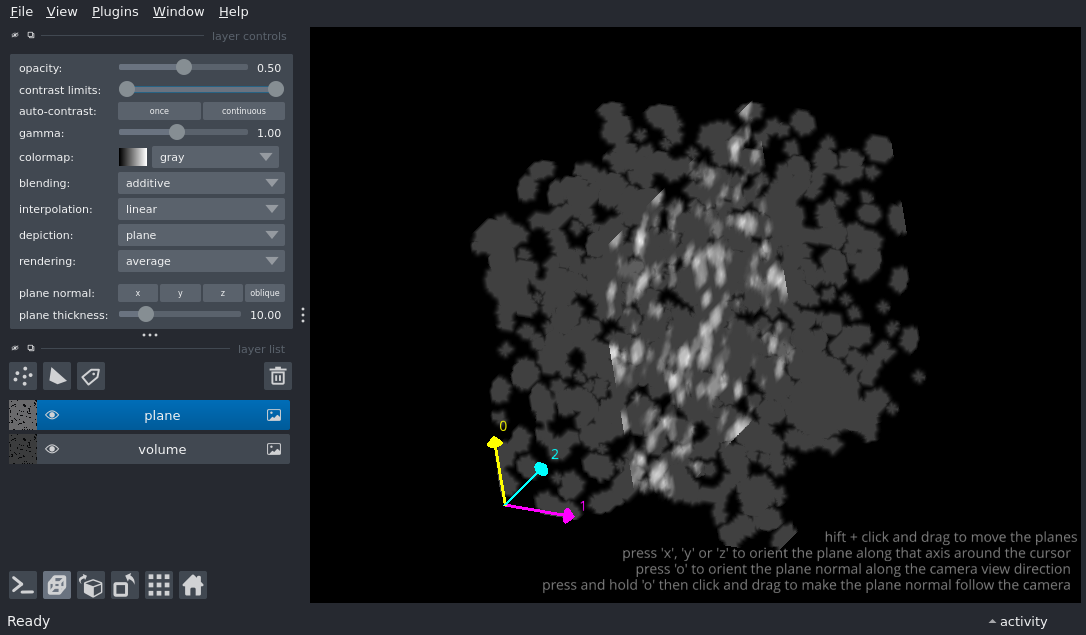 File View Plugins Window Help
layer controls
opacity: 0.50
contrast limits:
auto-contrast: once continuous
gamma: 1.00
colormap: gray
blending: additive
interpolation: linear
depiction: plane
rendering: average
plane normal: x y z oblique
plane thickness: 10.00
layer list
plane
volume
0
2
1
hift + click and drag to move the planes
press 'x', 'y' or 'z' to orient the plane along that axis around the cursor
press 'o' to orient the plane normal along the camera view direction
press and hold 'o' then click and drag to make the plane normal follow the camera
Ready activity